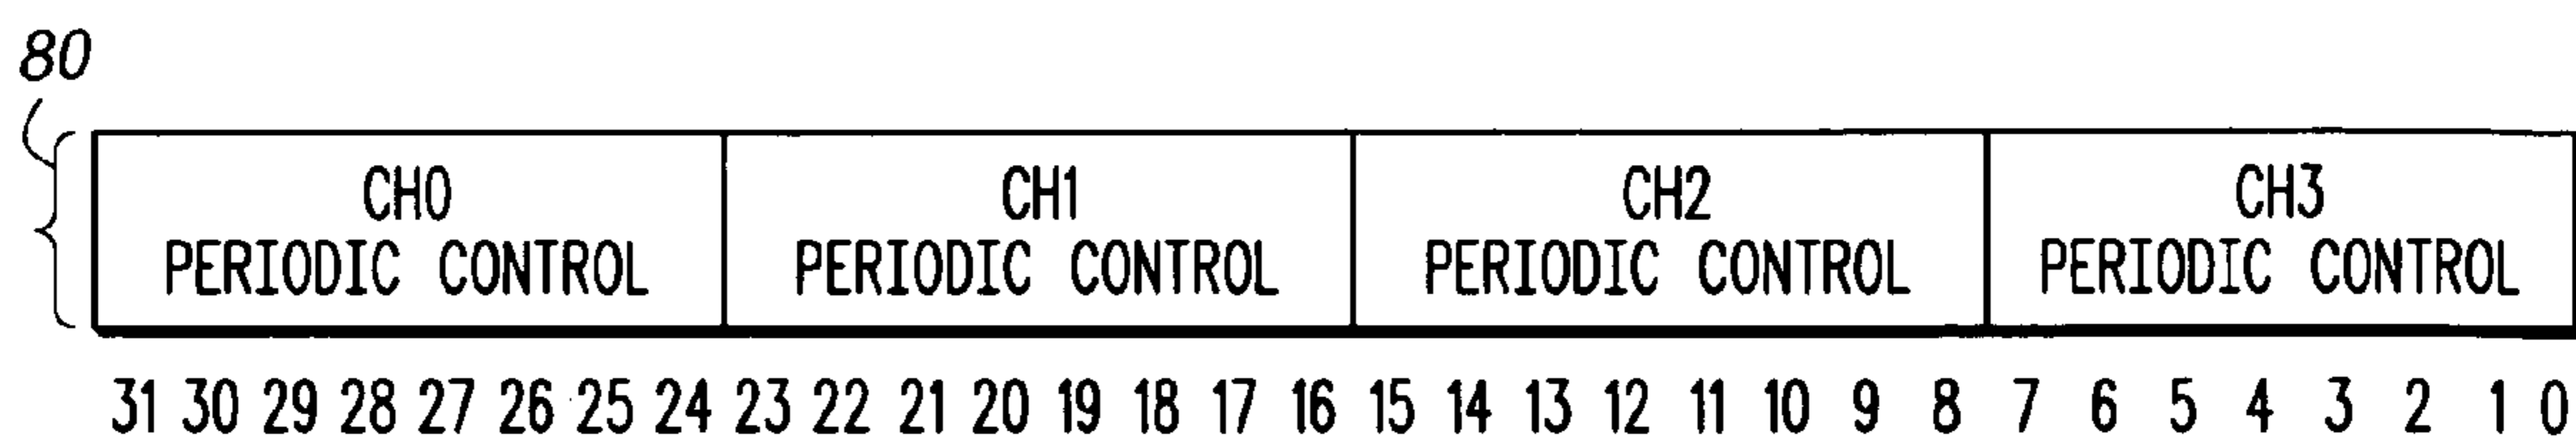 80
CH0
PERIODIC CONTROL
CH1
PERIODIC CONTROL
CH2
PERIODIC CONTROL
CH3
PERIODIC CONTROL
31 30 29 28 27 26 25 24 23 22 21 20 19 18 17 16 15 14 13 12 11 10 9 8 7 6 5 4 3 2 1 0